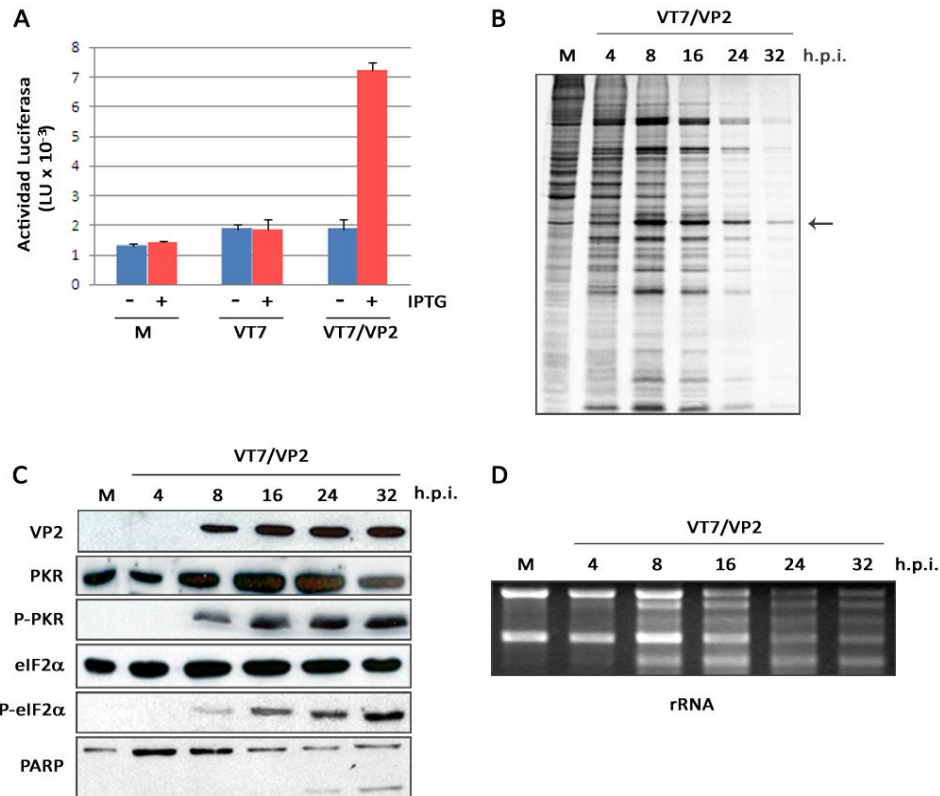 A
Actividad Luciferasa
(LU x 10⁻³)
8
7
6
5
4
3
2
1
0
- + - + - + IPTG
M VT7 VT7/VP2
B
VT7/VP2
M 4 8 16 24 32 h.p.i.
←
C
VT7/VP2
M 4 8 16 24 32 h.p.i.
VP2
PKR
P-PKR
eIF2α
P-eIF2α
PARP
D
VT7/VP2
M 4 8 16 24 32 h.p.i.
rRNA